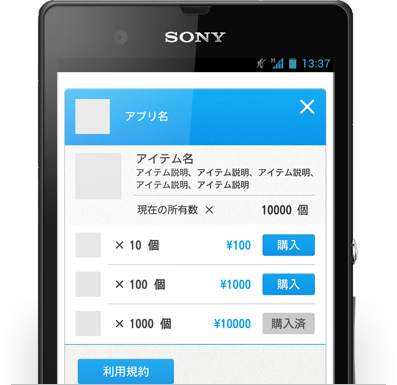 SONY
H
13:37
アプリ名
アイテム名
アイテム説明、アイテム説明、アイテム説明、
アイテム説明、アイテム説明
現在の所有数 × 10000 個
× 10 個 ¥100 購入
× 100 個 ¥1000 購入
× 1000 個 ¥10000 購入済
利用規約